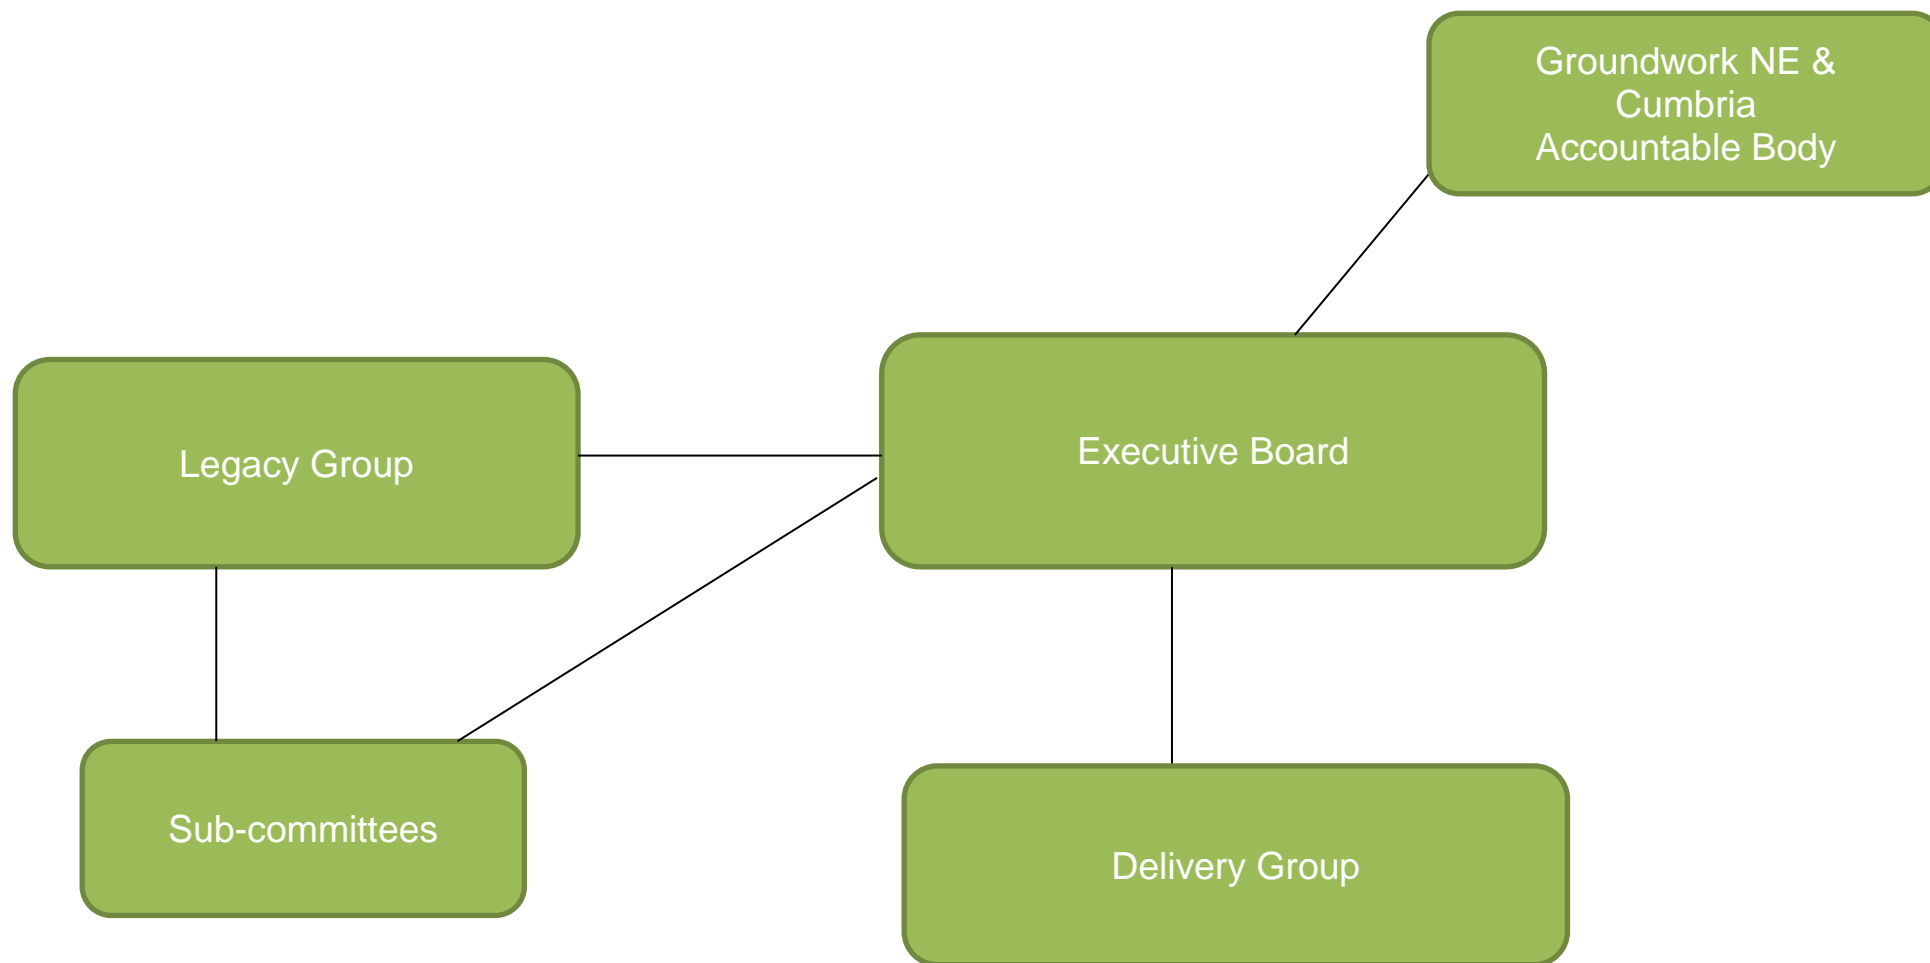 Groundwork NE &
Cumbria
Accountable Body
Legacy Group
Executive Board
Sub-committees
Delivery Group